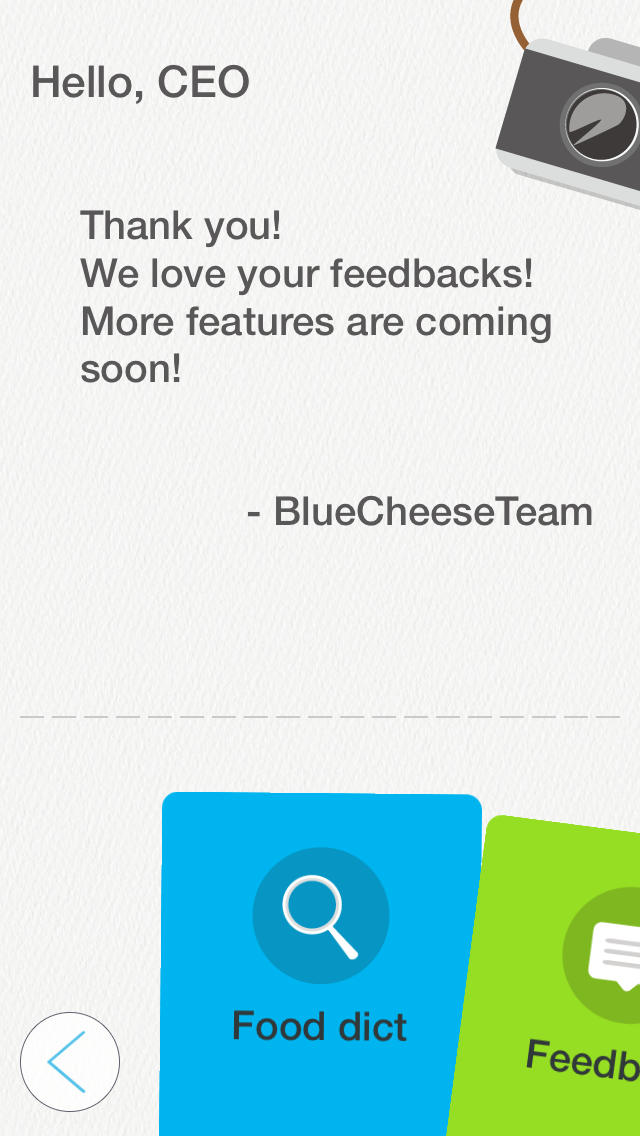 Hello, CEO
Thank you!
We love your feedbacks!
More features are coming
soon!
- BlueCheeseTeam
Food dict
Feedb